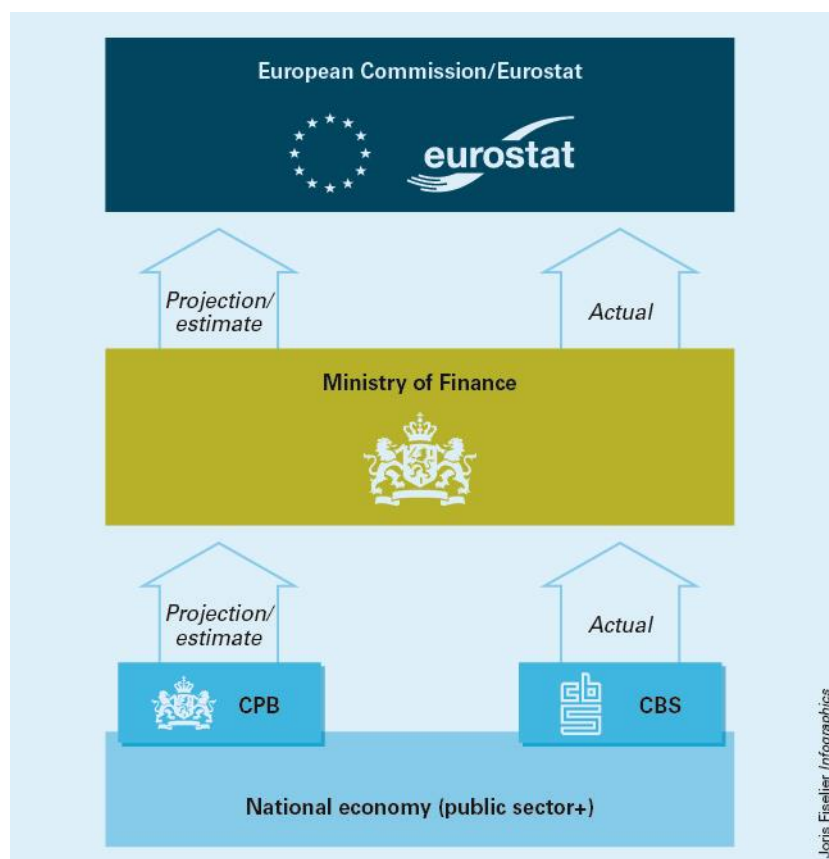 European Commission/Eurostat
eurostat
Projection/
estimate
Actual
Ministry of Finance
Projection/
estimate
Actual
CPB
cbs
CBS
National economy (public sector+)
Joris Fiselier Infographics